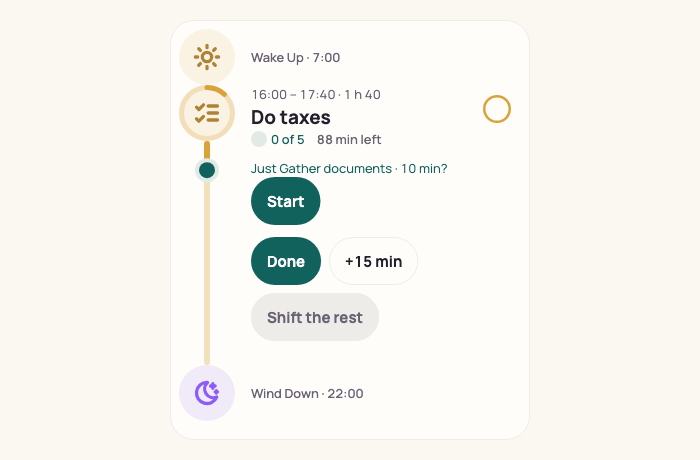 Wake Up · 7:00
16:00 – 17:40 · 1 h 40
Do taxes
0 of 5 88 min left
Just Gather documents · 10 min?
Start
Done +15 min
Shift the rest
Wind Down · 22:00